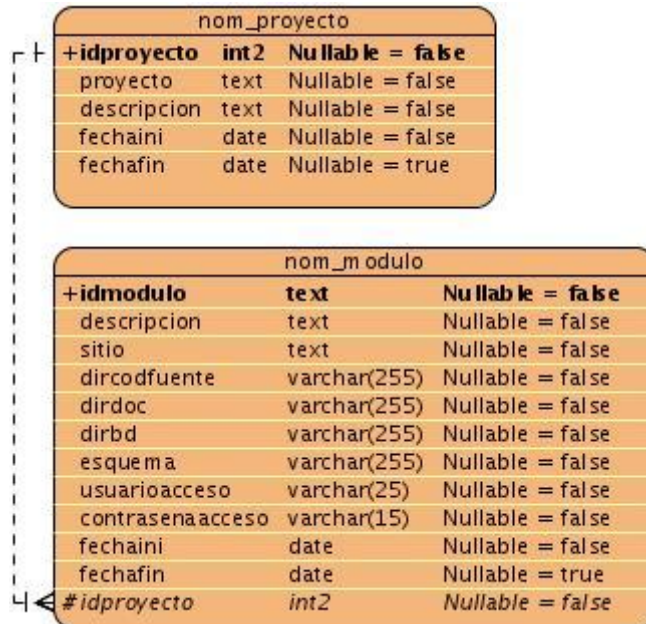 nom_proyecto
+idproyecto int2 Nullable = false
proyecto text Nullable = false
descripcion text Nullable = false
fechaini date Nullable = false
fechafin date Nullable = true
nom_modulo
+idmodulo text Nullable = false
descripcion text Nullable = false
sitio text Nullable = false
dircodfuente varchar(255) Nullable = false
dirdoc varchar(255) Nullable = false
dirbd varchar(255) Nullable = false
esquema varchar(255) Nullable = false
usuarioacceso varchar(25) Nullable = false
contrasenaacceso varchar(15) Nullable = false
fechaini date Nullable = false
fechafin date Nullable = true
#idproyecto int2 Nullable = false